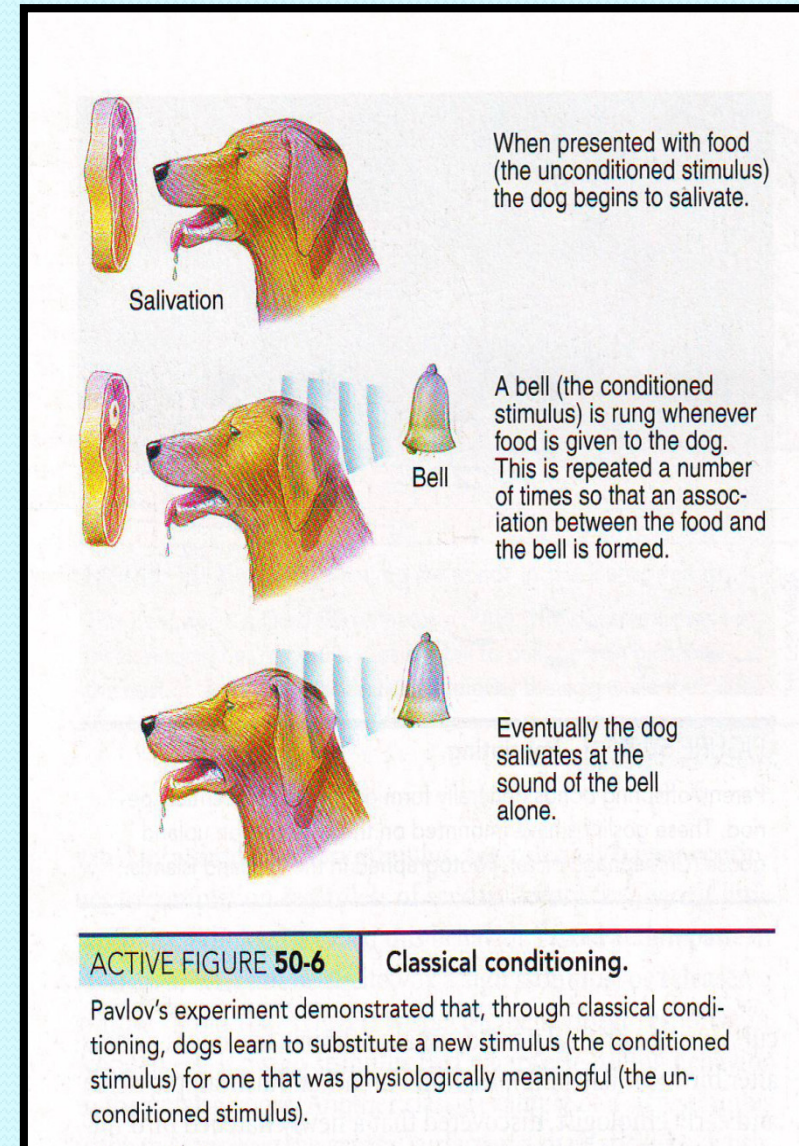 When presented with food
(the unconditioned stimulus)
the dog begins to salivate.
Salivation
A bell (the conditioned
stimulus) is rung whenever
food is given to the dog.
This is repeated a number
of times so that an assoc-
iation between the food and
the bell is formed.
Bell
Eventually the dog
salivates at the
sound of the bell
alone.
ACTIVE FIGURE 50-6 Classical conditioning.
Pavlov's experiment demonstrated that, through classical condi-
tioning, dogs learn to substitute a new stimulus (the conditioned
stimulus) for one that was physiologically meaningful (the un-
conditioned stimulus).